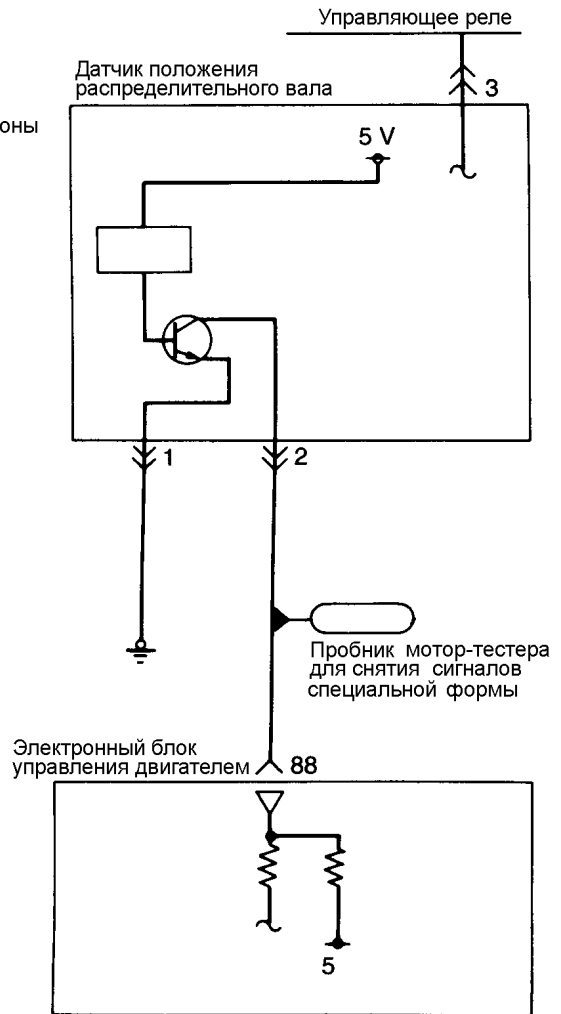 Управляющее реле
Датчик положения
распределительного вала
3
оны
5 V
1
2
Пробник мотор-тестера
для снятия сигналов
специальной формы
Электронный блок
управления двигателем
88
5